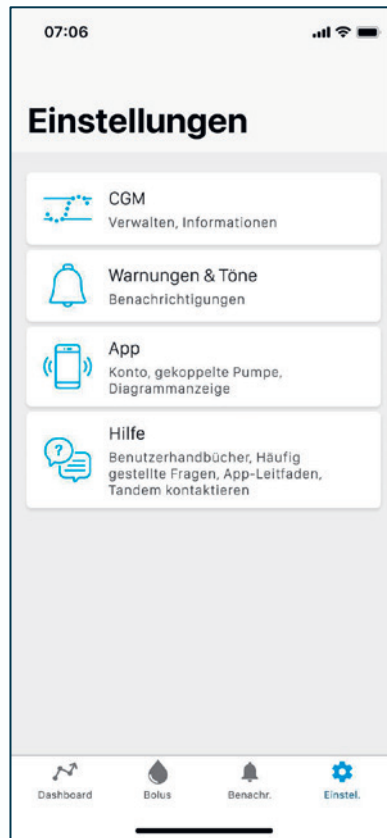 07:06
Einstellungen
CGM
Verwalten, Informationen
Warnungen & Töne
Benachrichtigungen
App
Konto, gekoppelte Pumpe,
Diagrammanzeige
Hilfe
Benutzerhandbücher, Häufig
gestellte Fragen, App-Leitfaden,
Tandem kontaktieren
Dashboard
Bolus
Benachr.
Einstel.